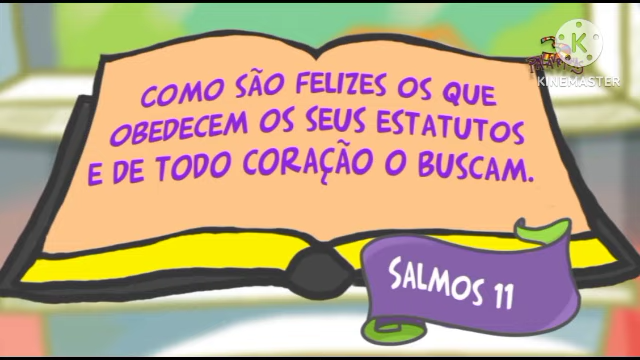 COMO SÃO FELIZES OS QUE
OBEDECEM OS SEUS ESTATUTOS
E DE TODO CORAÇÃO O BUSCAM.
SALMOS 11
K
KINEMASTER